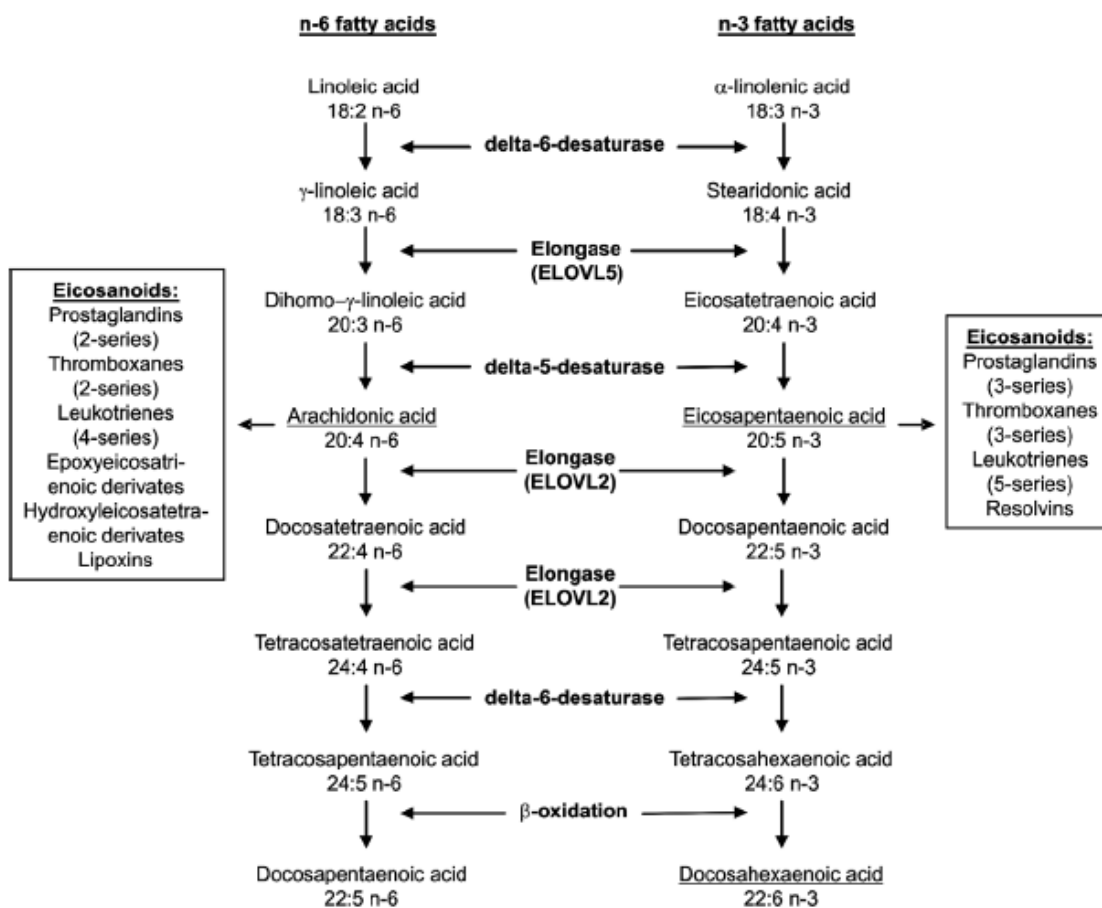 n-6 fatty acids
n-3 fatty acids
Linoleic acid
18:2 n-6
α-linolenic acid
18:3 n-3
delta-6-desaturase
γ-linoleic acid
18:3 n-6
Stearidonic acid
18:4 n-3
Elongase
(ELOVL5)
Dihomo–γ-linoleic acid
20:3 n-6
Eicosatetraenoic acid
20:4 n-3
delta-5-desaturase
Arachidonic acid
20:4 n-6
Eicosapentaenoic acid
20:5 n-3
Eicosanoids:
Prostaglandins
(2-series)
Thromboxanes
(2-series)
Leukotrienes
(4-series)
Epoxyeicosatri-
enoic derivates
Hydroxyleicosatetra-
enoic derivates
Lipoxins
Eicosanoids:
Prostaglandins
(3-series)
Thromboxanes
(3-series)
Leukotrienes
(5-series)
Resolvins
Elongase
(ELOVL2)
Docosatetraenoic acid
22:4 n-6
Docosapentaenoic acid
22:5 n-3
Elongase
(ELOVL2)
Tetracosatetraenoic acid
24:4 n-6
Tetracosapentaenoic acid
24:5 n-3
delta-6-desaturase
Tetracosapentaenoic acid
24:5 n-6
Tetracosahexaenoic acid
24:6 n-3
β-oxidation
Docosapentaenoic acid
22:5 n-6
Docosahexaenoic acid
22:6 n-3